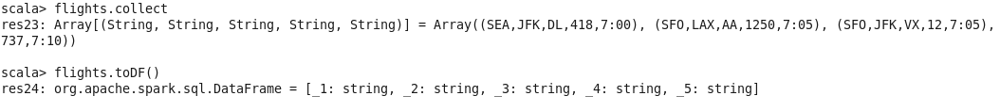 scala> flights.collect
res23: Array[(String, String, String, String, String)] = Array((SEA,JFK,DL,418,7:00), (SFO,LAX,AA,1250,7:05), (SFO,JFK,VX,12,7:05),
737,7:10))
scala> flights.toDF()
res24: org.apache.spark.sql.DataFrame = [_1: string, _2: string, _3: string, _4: string, _5: string]